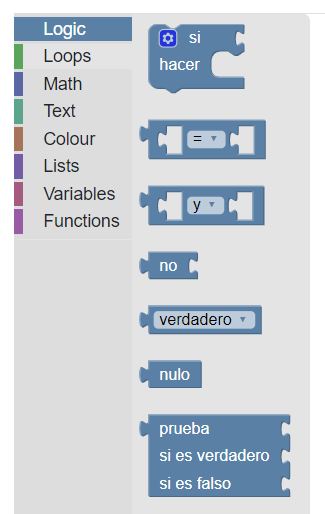 Logic
Loops
Math
Text
Colour
Lists
Variables
Functions
si
hacer
=
y
no
verdadero
nulo
prueba
si es verdadero
si es falso